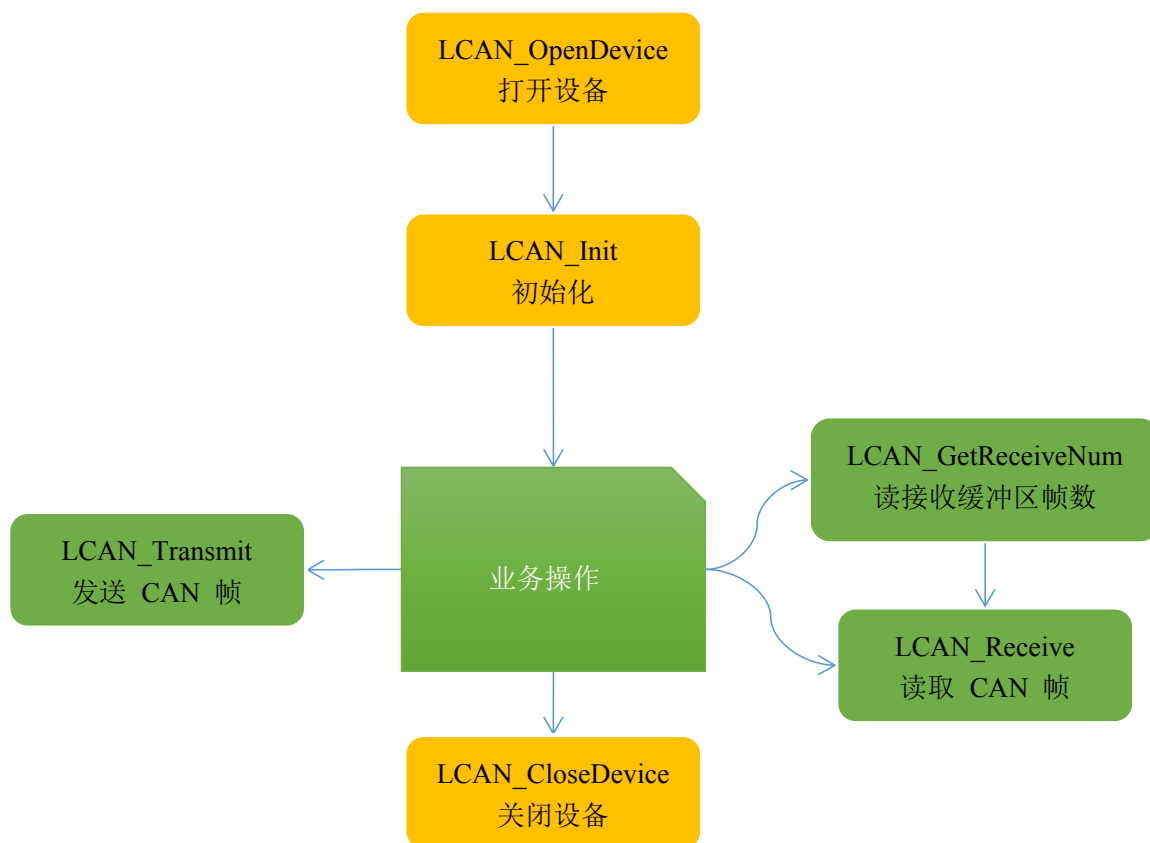 LCAN_OpenDevice
打开设备
LCAN_Init
初始化
LCAN_GetReceiveNum
读接收缓冲区帧数
LCAN_Transmit
发送 CAN 帧
业务操作
LCAN_Receive
读取 CAN 帧
LCAN_CloseDevice
关闭设备